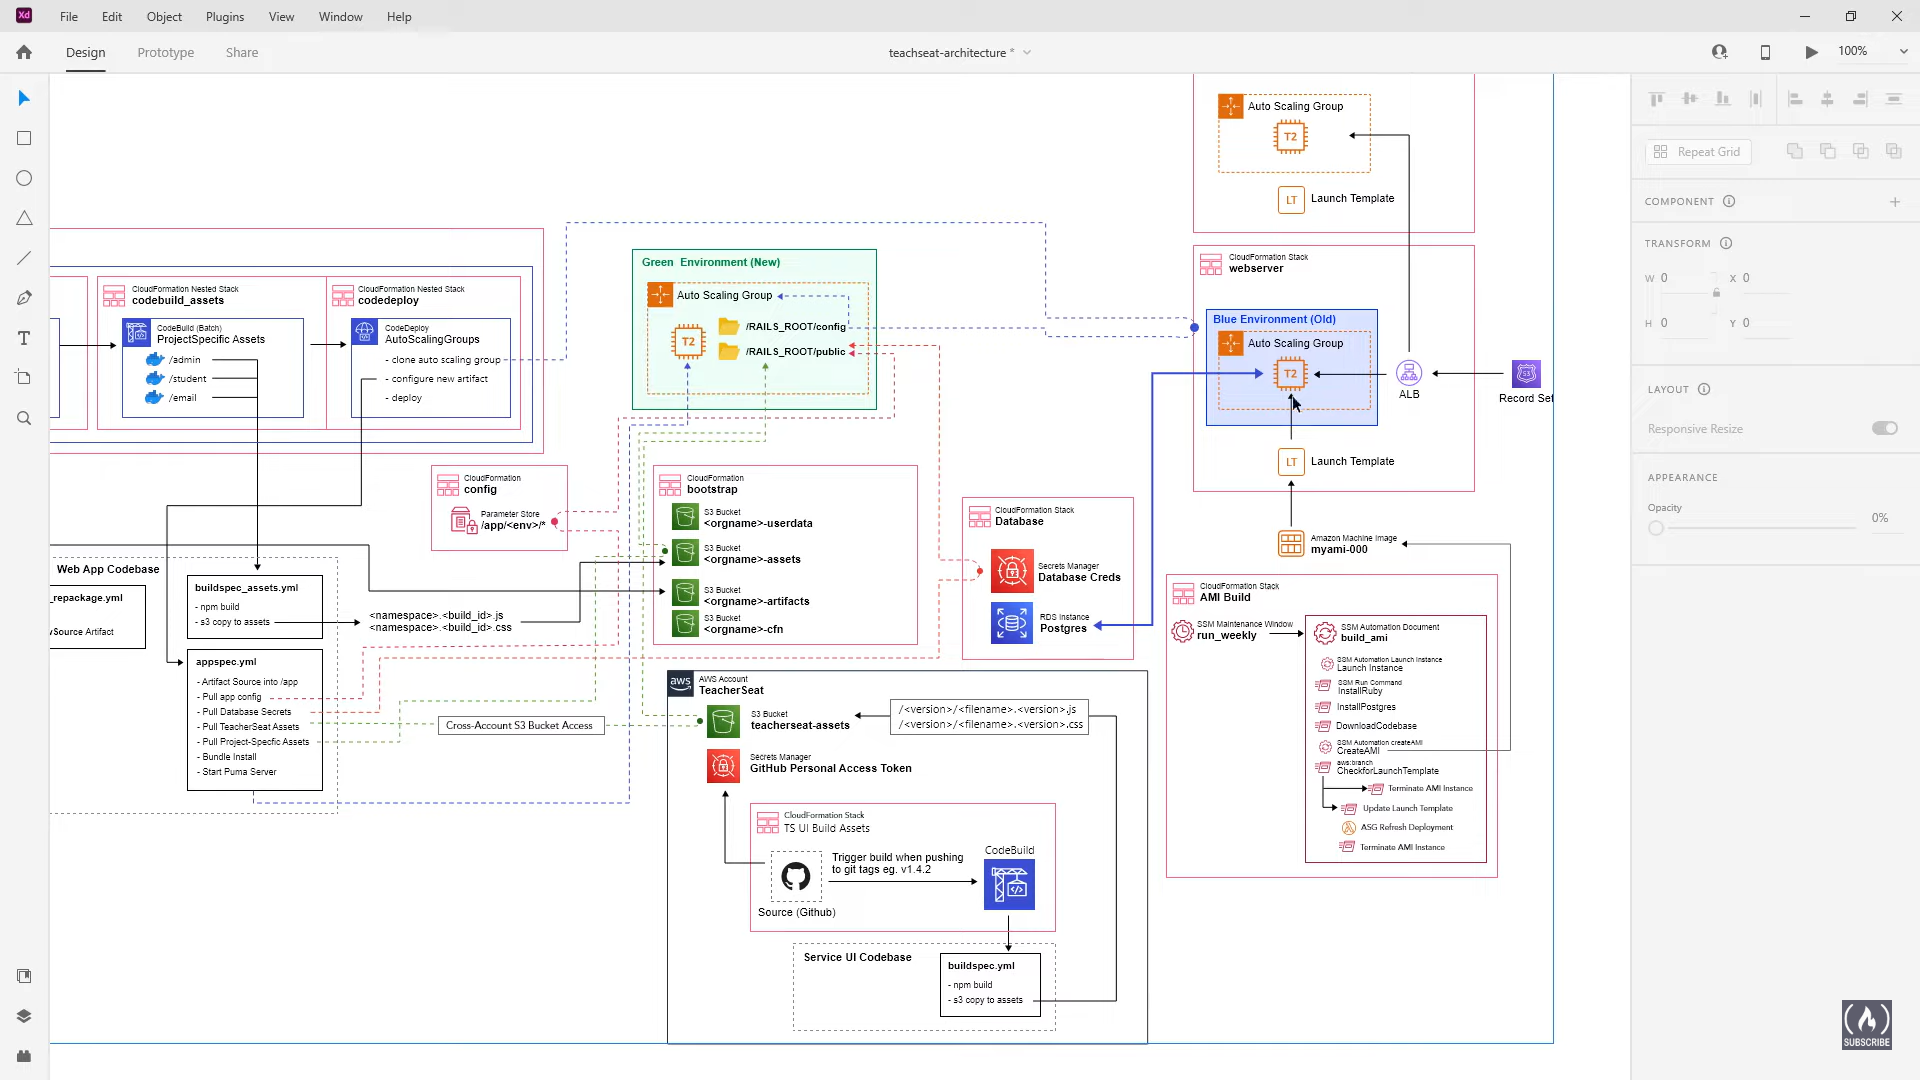 Xd
File
Edit
Object
Plugins
View
Window
Help
Design
Prototype
Share
teachseat-architecture *
100%
Auto Scaling Group
T2
LT
Launch Template
CloudFormation Stack
webserver
Blue Environment (Old)
Auto Scaling Group
T2
ALB
Record Set
LT
Launch Template
Amazon Machine Image
myami-000
Green Environment (New)
Auto Scaling Group
T2
/RAILS_ROOT/config
/RAILS_ROOT/public
CloudFormation Nested Stack
codebuild_assets
CodeBuild (Batch)
ProjectSpecific Assets
/admin
/student
/email
CloudFormation Nested Stack
codedeploy
CodeDeploy
AutoScalingGroups
- clone auto scaling group
- configure new artifact
- deploy
CloudFormation
config
Parameter Store
/app/<env>/*
CloudFormation
bootstrap
S3 Bucket
<orgname>-userdata
S3 Bucket
<orgname>-assets
S3 Bucket
<orgname>-artifacts
S3 Bucket
<orgname>-cfn
CloudFormation Stack
Database
Secrets Manager
Database Creds
RDS Instance
Postgres
Web App Codebase
_repackage.yml
Source Artifact
buildspec_assets.yml
- npm build
- s3 copy to assets
<namespace>.<build_id>.js
<namespace>.<build_id>.css
appspec.yml
- Artifact Source into /app
- Pull app config
- Pull Database Secrets
- Pull TeacherSeat Assets
- Pull Project-Specfic Assets
- Bundle Install
- Start Puma Server
Cross-Account S3 Bucket Access
aws
AWS Account
TeacherSeat
S3 Bucket
teacherseat-assets
/<version>/<filename>.<version>.js
/<version>/<filename>.<version>.css
Secrets Manager
GitHub Personal Access Token
CloudFormation Stack
TS UI Build Assets
Trigger build when pushing
to git tags eg. v1.4.2
Source (Github)
CodeBuild
Service UI Codebase
buildspec.yml
- npm build
- s3 copy to assets
CloudFormation Stack
AMI Build
SSM Maintenance Window
run_weekly
SSM Automation Document
build_ami
SSM Automation Launch Instance
Launch Instance
SSM Run Command
InstallRuby
InstallPostgres
DownloadCodebase
SSM Automation createAMI
CreateAMI
aws:branch
CheckforLaunchTemplate
Terminate AMI Instance
Update Launch Template
ASG Refresh Deployment
Terminate AMI Instance
Repeat Grid
COMPONENT
TRANSFORM
W 0
X 0
H 0
Y 0
LAYOUT
Responsive Resize
APPEARANCE
Opacity
0%
SUBSCRIBE